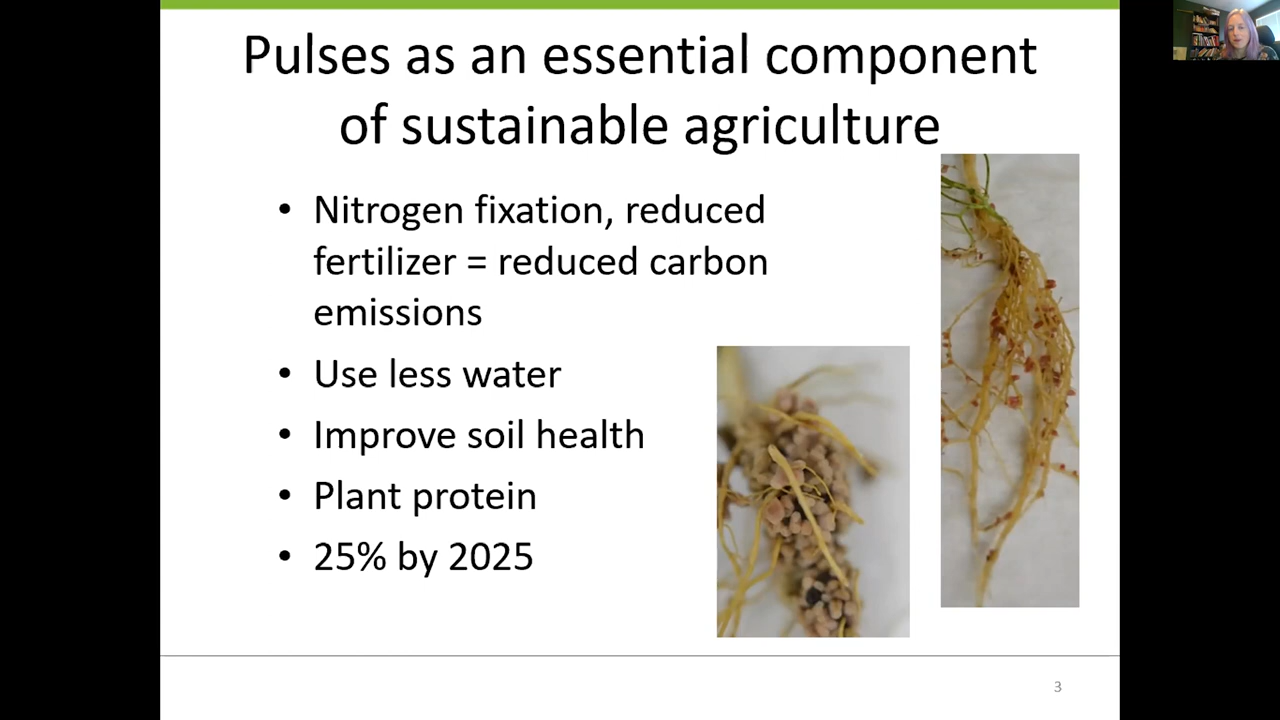 Pulses as an essential component
of sustainable agriculture
• Nitrogen fixation, reduced
fertilizer = reduced carbon
emissions
• Use less water
• Improve soil health
• Plant protein
• 25% by 2025
3